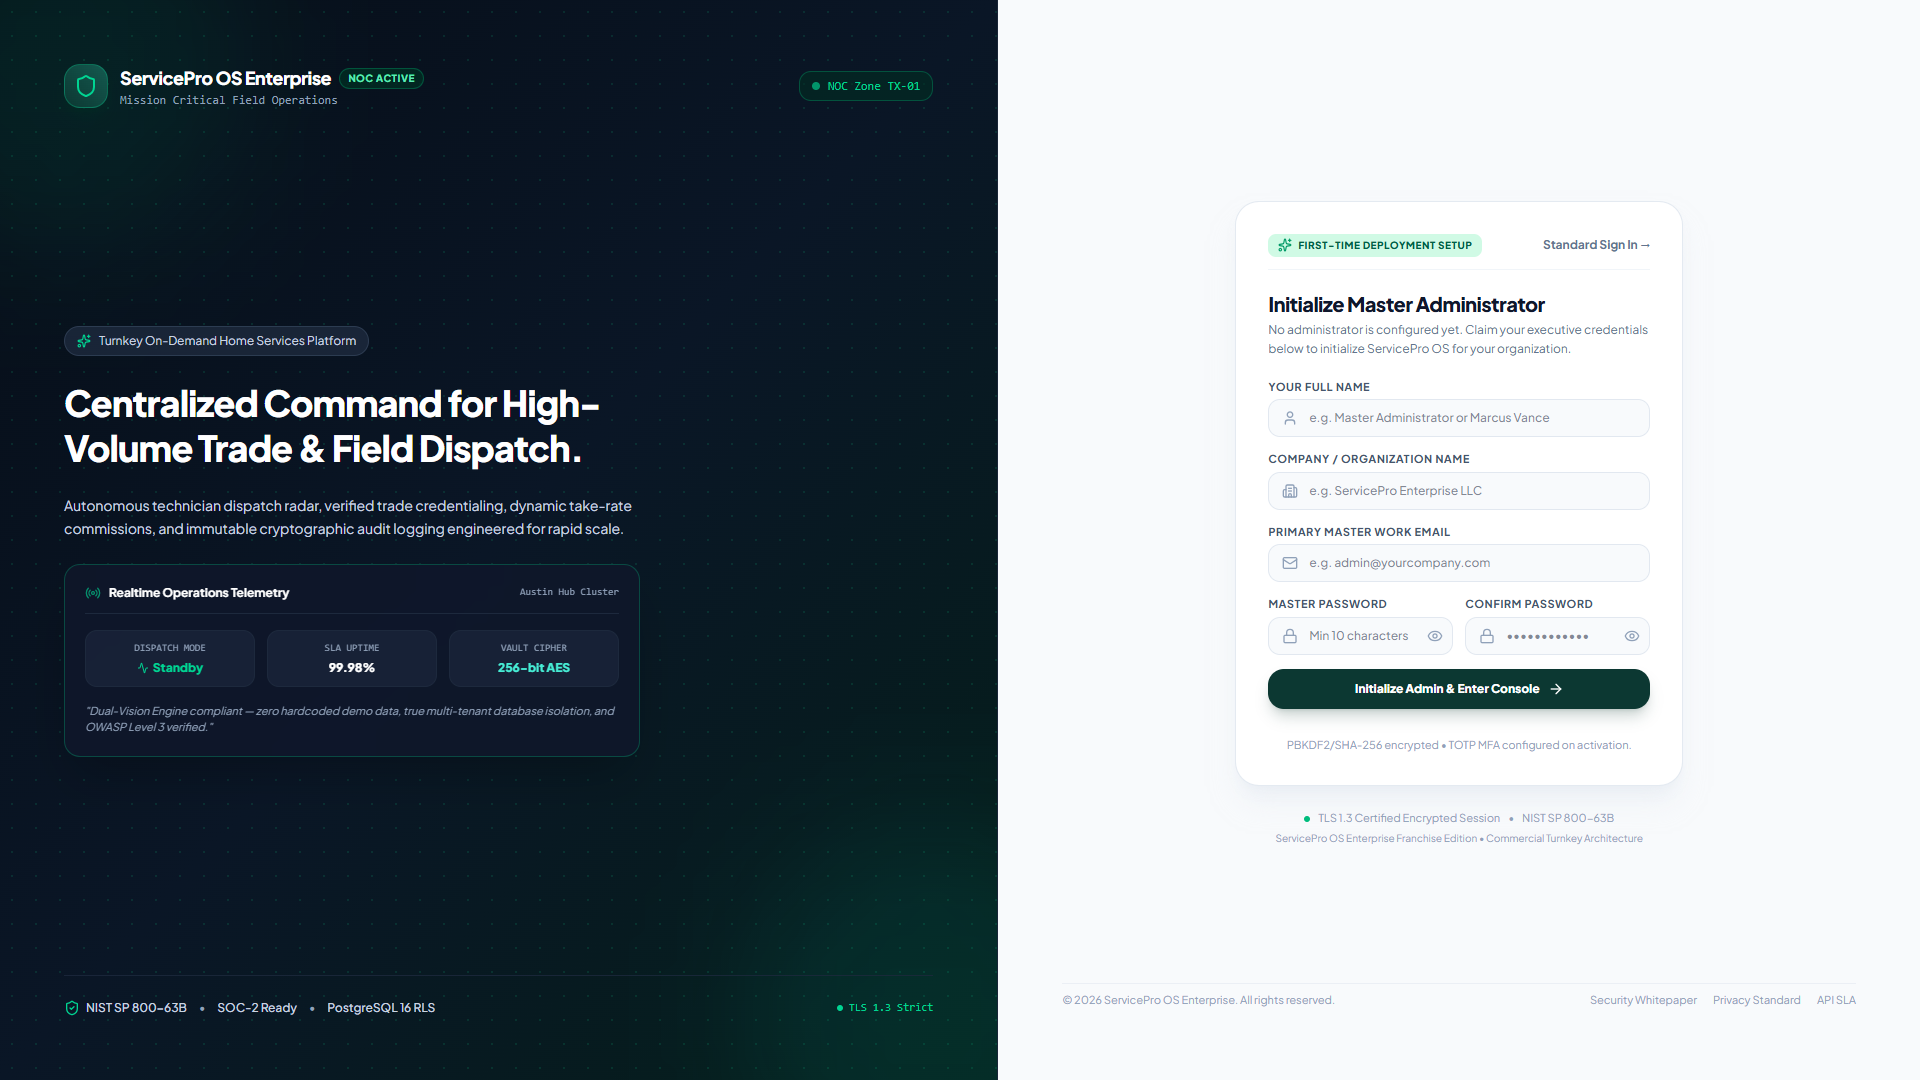 ServicePro OS Enterprise
NOC ACTIVE
Mission Critical Field Operations
NOC Zone TX-01
Turnkey On-Demand Home Services Platform
Centralized Command for High-
Volume Trade & Field Dispatch.
Autonomous technician dispatch radar, verified trade credentialing, dynamic take-rate
commissions, and immutable cryptographic audit logging engineered for rapid scale.
Realtime Operations Telemetry
Austin Hub Cluster
DISPATCH MODE
Standby
SLA UPTIME
99.98%
VAULT CIPHER
256-bit AES
"Dual-Vision Engine compliant — zero hardcoded demo data, true multi-tenant database isolation, and
OWASP Level 3 verified."
NIST SP 800-63B • SOC-2 Ready • PostgreSQL 16 RLS
TLS 1.3 Strict
FIRST-TIME DEPLOYMENT SETUP
Standard Sign In →
Initialize Master Administrator
No administrator is configured yet. Claim your executive credentials
below to initialize ServicePro OS for your organization.
YOUR FULL NAME
e.g. Master Administrator or Marcus Vance
COMPANY / ORGANIZATION NAME
e.g. ServicePro Enterprise LLC
PRIMARY MASTER WORK EMAIL
e.g. admin@yourcompany.com
MASTER PASSWORD
Min 10 characters
CONFIRM PASSWORD
••••••••••••
Initialize Admin & Enter Console →
PBKDF2/SHA-256 encrypted • TOTP MFA configured on activation.
TLS 1.3 Certified Encrypted Session • NIST SP 800-63B
ServicePro OS Enterprise Franchise Edition • Commercial Turnkey Architecture
© 2026 ServicePro OS Enterprise. All rights reserved.
Security Whitepaper
Privacy Standard
API SLA